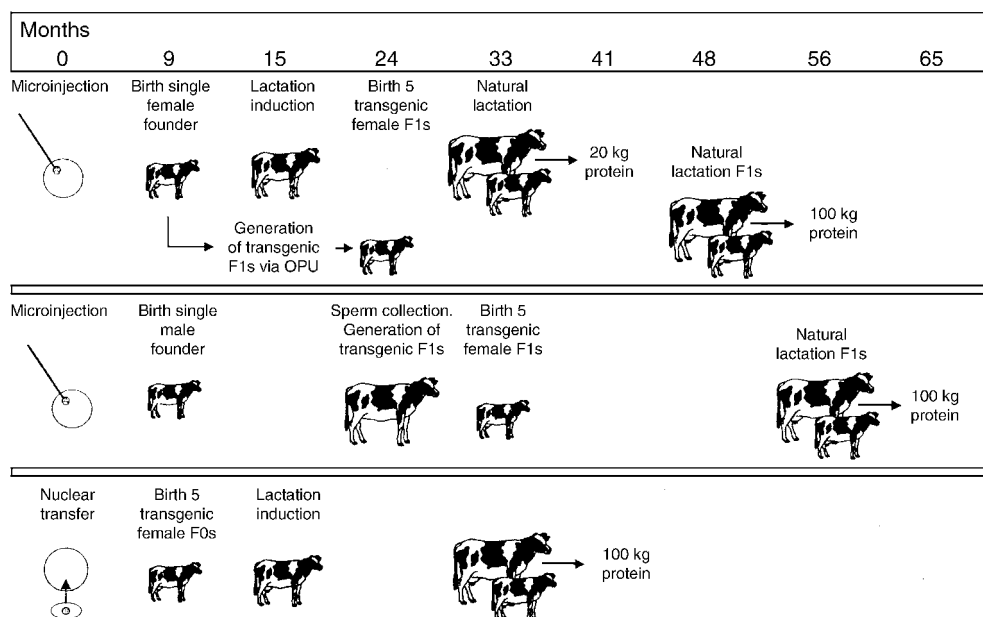 Months
0 9 15 24 33 41 48 56 65
Microinjection Birth single Lactation Birth 5 Natural
female induction transgenic lactation
founder female F1s
20 kg
protein
Natural
lactation F1s
100 kg
protein
Generation
of transgenic
F1s via OPU
Microinjection Birth single Sperm collection. Birth 5
male Generation of transgenic
founder transgenic F1s female F1s
Natural
lactation F1s
100 kg
protein
Nuclear Birth 5 Lactation
transfer transgenic induction
female F0s
100 kg
protein